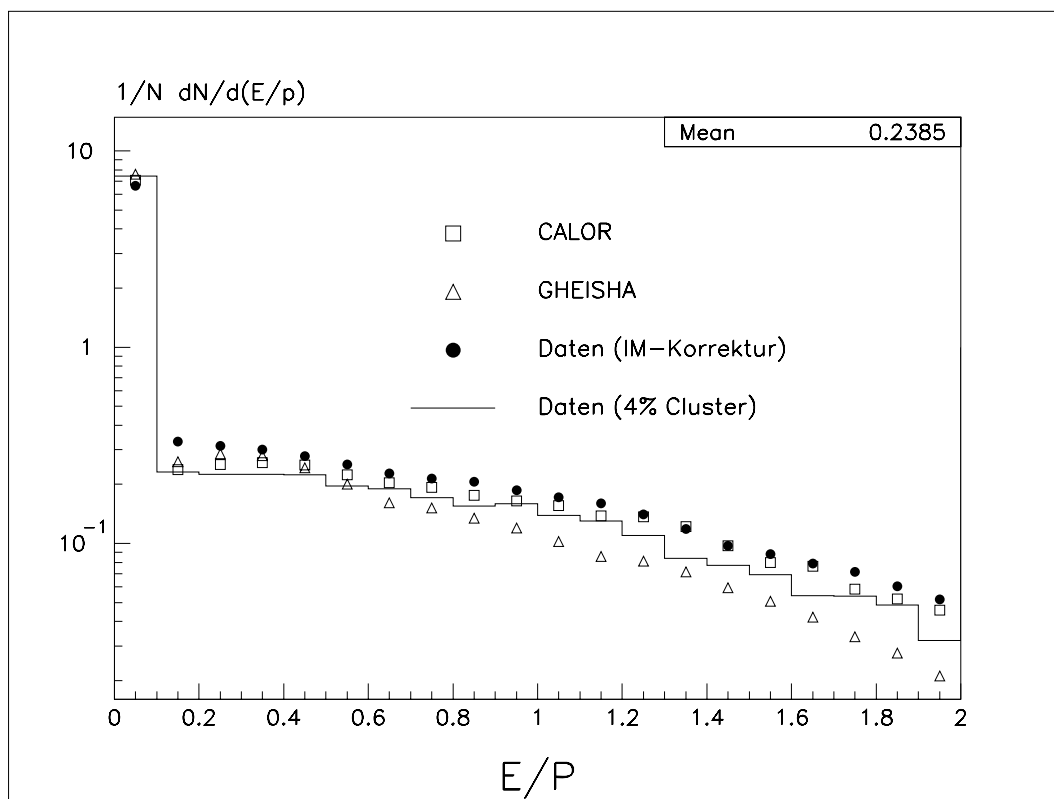 1/N dN/d(E/p)
Mean 0.2385
10
CALOR
GHEISHA
1
Daten (IM-Korrektur)
Daten (4% Cluster)
10^-1
0 0.2 0.4 0.6 0.8 1 1.2 1.4 1.6 1.8 2
E/P